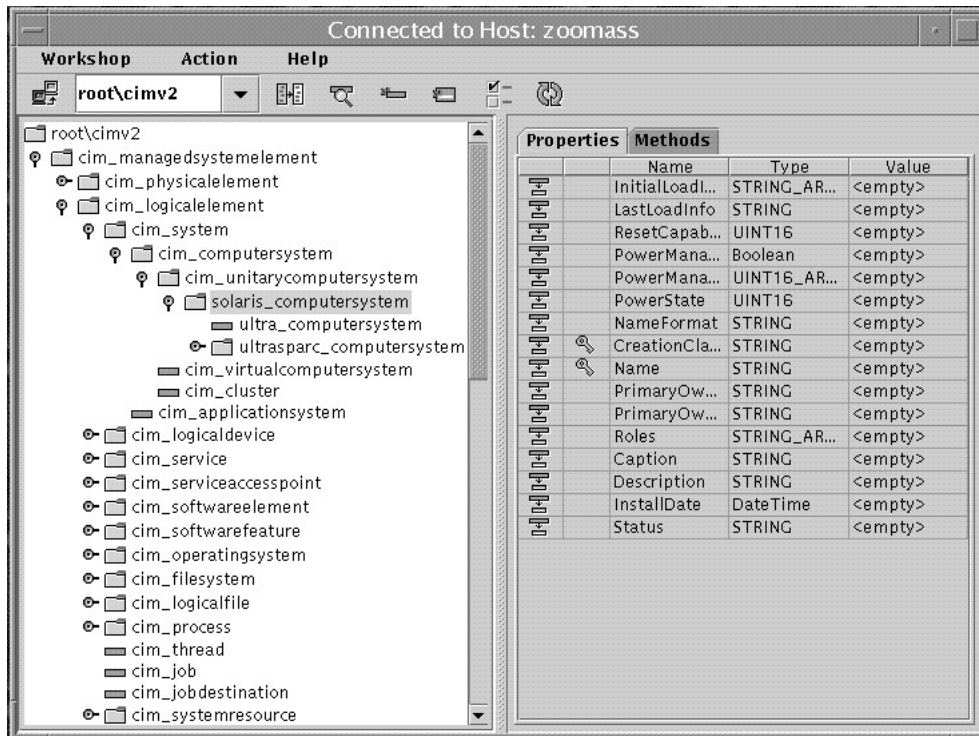 Connected to Host: zoomass
Workshop Action Help
root\cimv2
root\cimv2
cim_managedsystemelement
cim_physicalelement
cim_logicalelement
cim_system
cim_computersystem
cim_unitarycomputersystem
solaris_computersystem
ultra_computersystem
ultrasparc_computersystem
cim_virtualcomputersystem
cim_cluster
cim_applicationsystem
cim_logicaldevice
cim_service
cim_serviceaccesspoint
cim_softwareelement
cim_softwarefeature
cim_operatingsystem
cim_filesystem
cim_logicalfile
cim_process
cim_thread
cim_job
cim_jobdestination
cim_systemresource
Properties Methods
Name Type Value
InitialLoadI... STRING_AR... <empty>
LastLoadInfo STRING <empty>
ResetCapab... UINT16 <empty>
PowerMana... Boolean <empty>
PowerMana... UINT16_AR... <empty>
PowerState UINT16 <empty>
NameFormat STRING <empty>
CreationCla... STRING <empty>
Name STRING <empty>
PrimaryOw... STRING <empty>
PrimaryOw... STRING <empty>
Roles STRING_AR... <empty>
Caption STRING <empty>
Description STRING <empty>
InstallDate DateTime <empty>
Status STRING <empty>